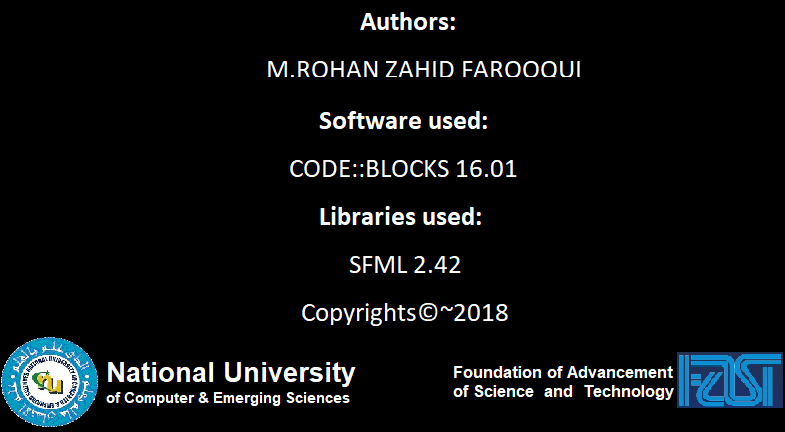 Authors:
M.ROHAN ZAHID FAROOQUI
Software used:
CODE::BLOCKS 16.01
Libraries used:
SFML 2.42
Copyrights©~2018
National University
of Computer & Emerging Sciences
Foundation of Advancement
of Science and Technology
FAST